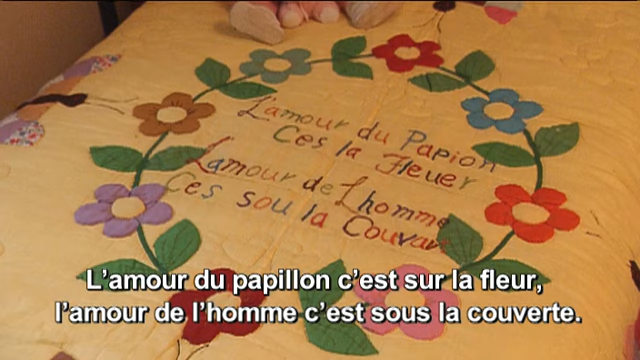 L'amour du Papion
Ces la Fleuer
L'amour de L'homme
Ces sou la Couvart
L'amour du papillon c'est sur la fleur,
l'amour de l'homme c'est sous la couverte.